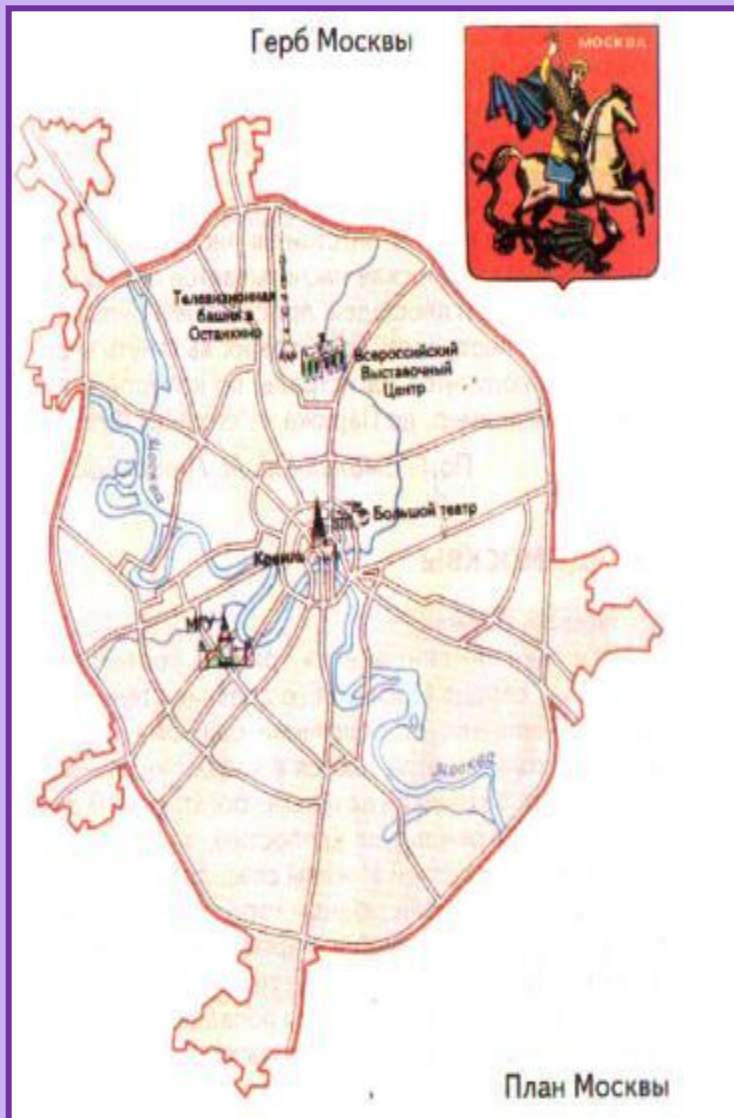 Герб Москвы
МОСКВА
Телевизионная
башня в
Останкино
Всероссийский
Выставочный
Центр
Москва
Большой театр
Кремль
МГУ
Москва
План Москвы